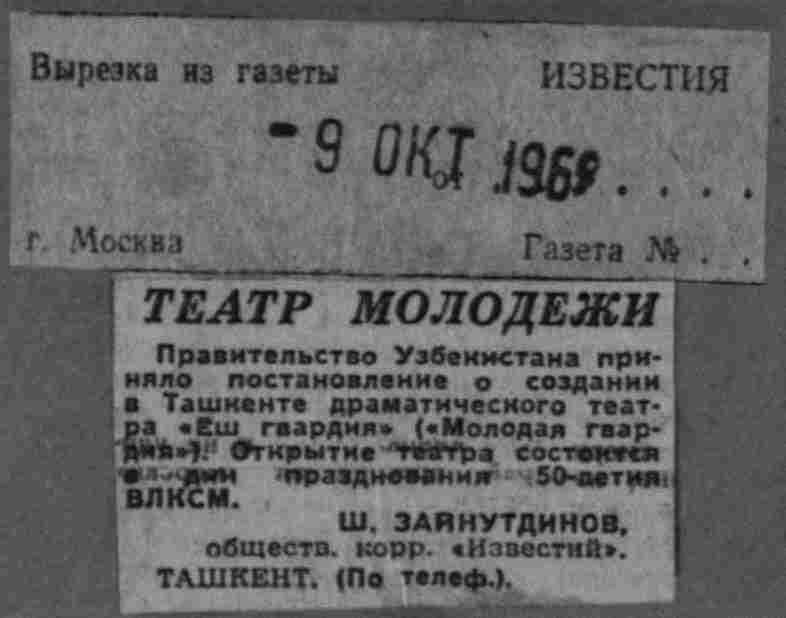 Вырезка из газеты ИЗВЕСТИЯ
- 9 ОКТ 1968 . . . .
от
г. Москва Газета № . .
ТЕАТР МОЛОДЕЖИ
Правительство Узбекистана при-
няло постановление о создании
в Ташкенте драматического теат-
ра «Еш гвардия» («Молодая гвар-
дия»). Открытие театра состоится
в дни празднования 50-летия
ВЛКСМ.
Ш. ЗАЙНУТДИНОВ,
обществ. корр. «Известий».
ТАШКЕНТ. (По телеф.).